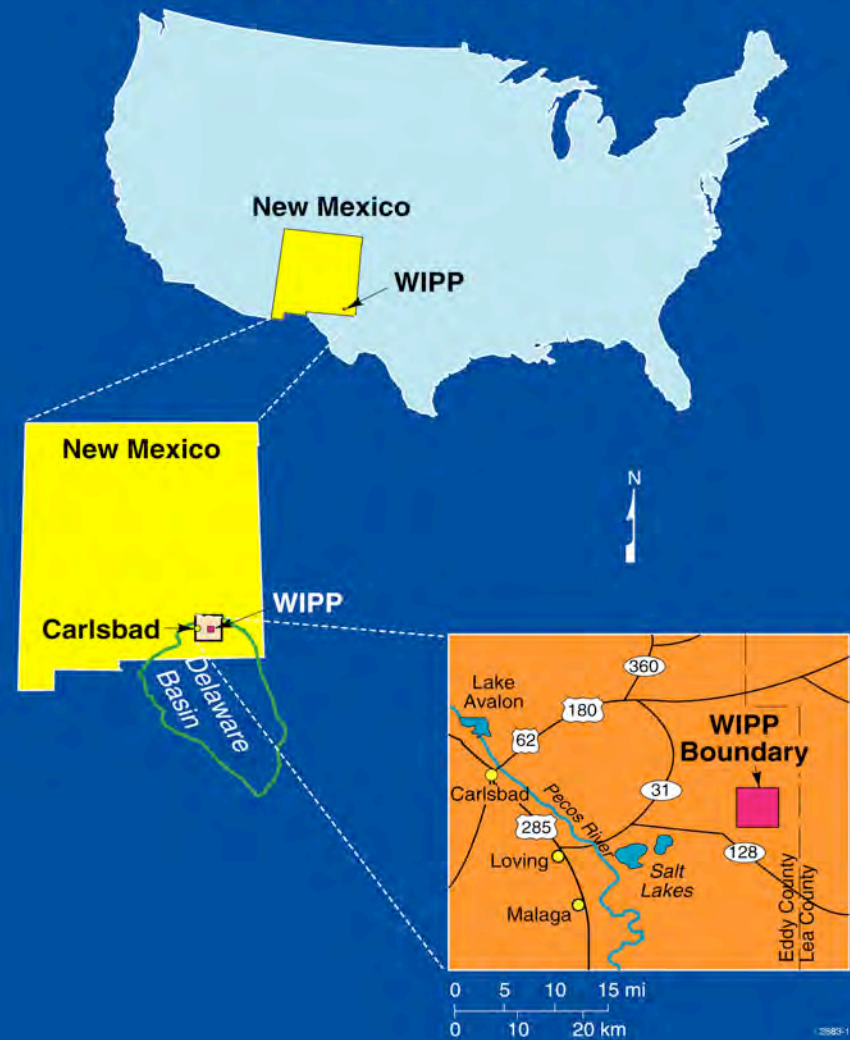 New Mexico
WIPP
New Mexico
N
WIPP
Carlsbad
Delaware
Basin
360
Lake
Avalon
180
WIPP
Boundary
62
31
Carlsbad
Pecos River
285
128
Loving
Salt
Lakes
Malaga
Eddy County
Lea County
0 5 10 15 mi
0 10 20 km